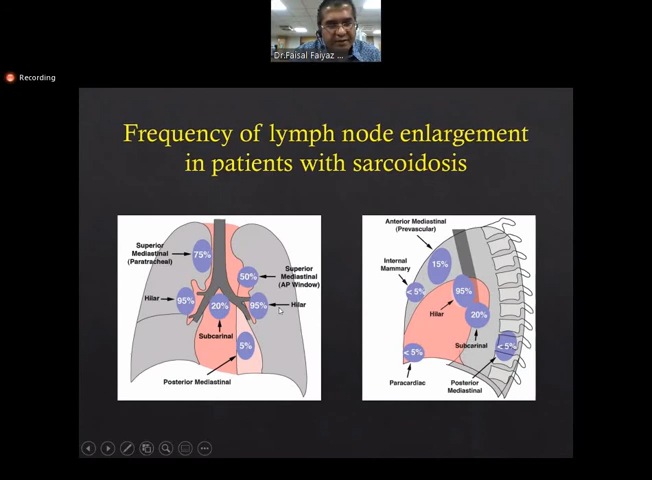 Dr.Faisal Faiyaz ...
Recording
Frequency of lymph node enlargement
in patients with sarcoidosis
Superior
Mediastinal
(Paratracheal)
75%
50%
Superior
Mediastinal
(AP Window)
Hilar
95%
20%
95%
Hilar
Subcarinal
5%
Posterior Mediastinal
Anterior Mediastinal
(Prevascular)
15%
Internal
Mammary
< 5%
95%
Hilar
20%
Subcarinal
< 5%
< 5%
Paracardiac
Posterior
Mediastinal